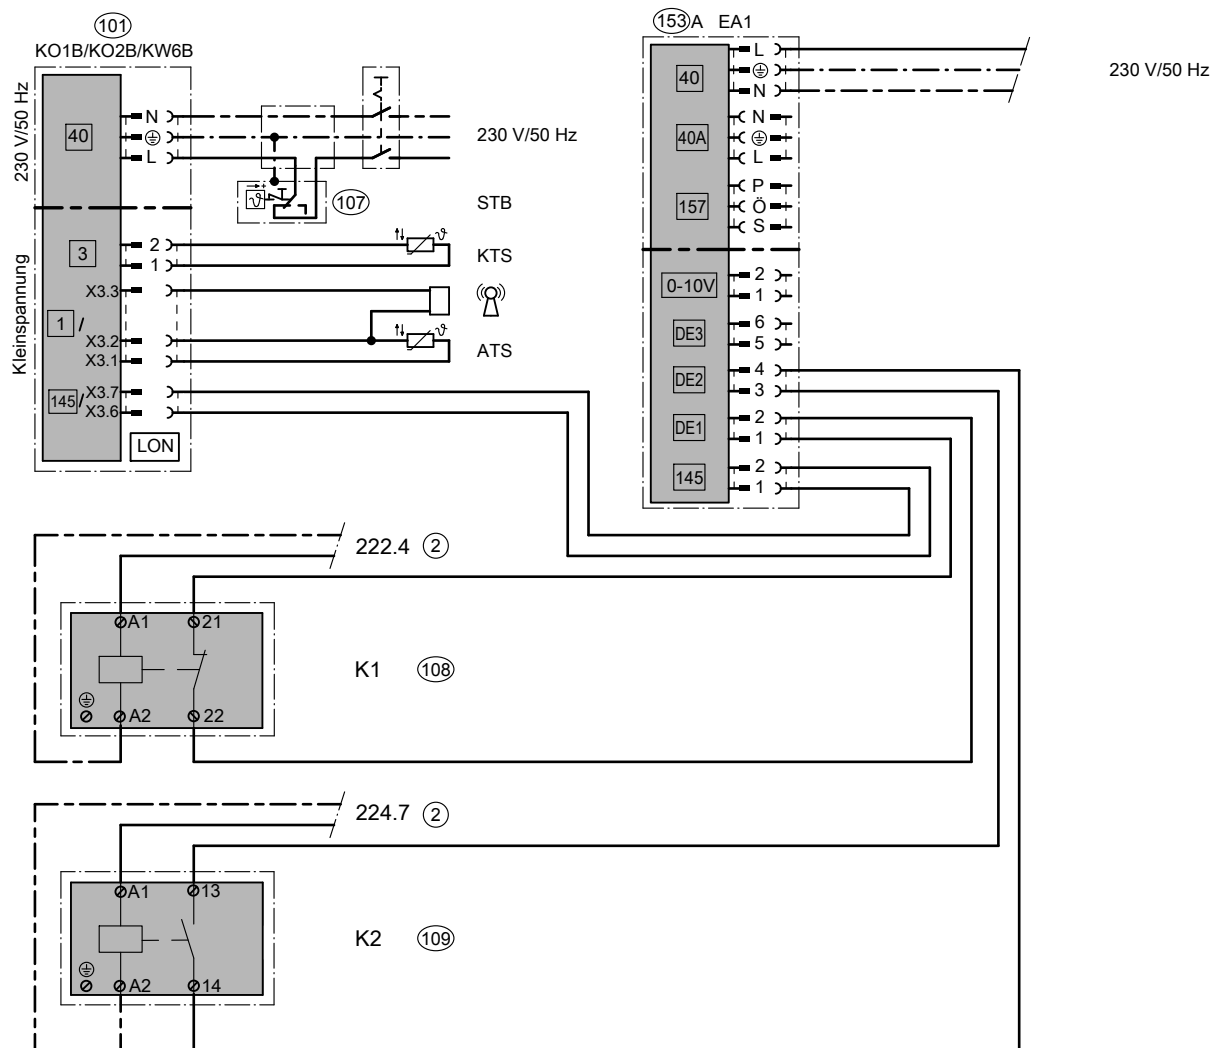 101
KO1B/KO2B/KW6B
230 V/50 Hz
Kleinspannung
40
N
L
230 V/50 Hz
ϑ
107
STB
3
2
1
ϑ
KTS
X3.3
1 /
X3.2
X3.1
ϑ
ATS
145 / X3.7
X3.6
LON
153 A EA1
40
L
N
230 V/50 Hz
40A
N
L
157
P
Ö
S
0-10V
2
1
DE3
6
5
DE2
4
3
DE1
2
1
145
2
1
222.4 2
A1 21
K1 108
A2 22
224.7 2
A1 13
K2 109
A2 14